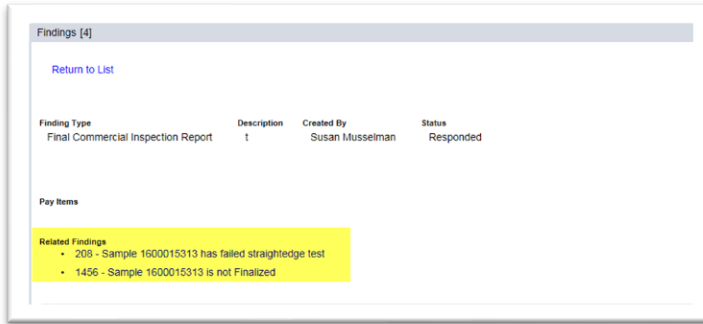 Findings [4]
Return to List
Finding Type Description Created By Status
Final Commercial Inspection Report t Susan Musselman Responded
Pay Items
Related Findings
• 208 - Sample 1600015313 has failed straightedge test
• 1456 - Sample 1600015313 is not Finalized